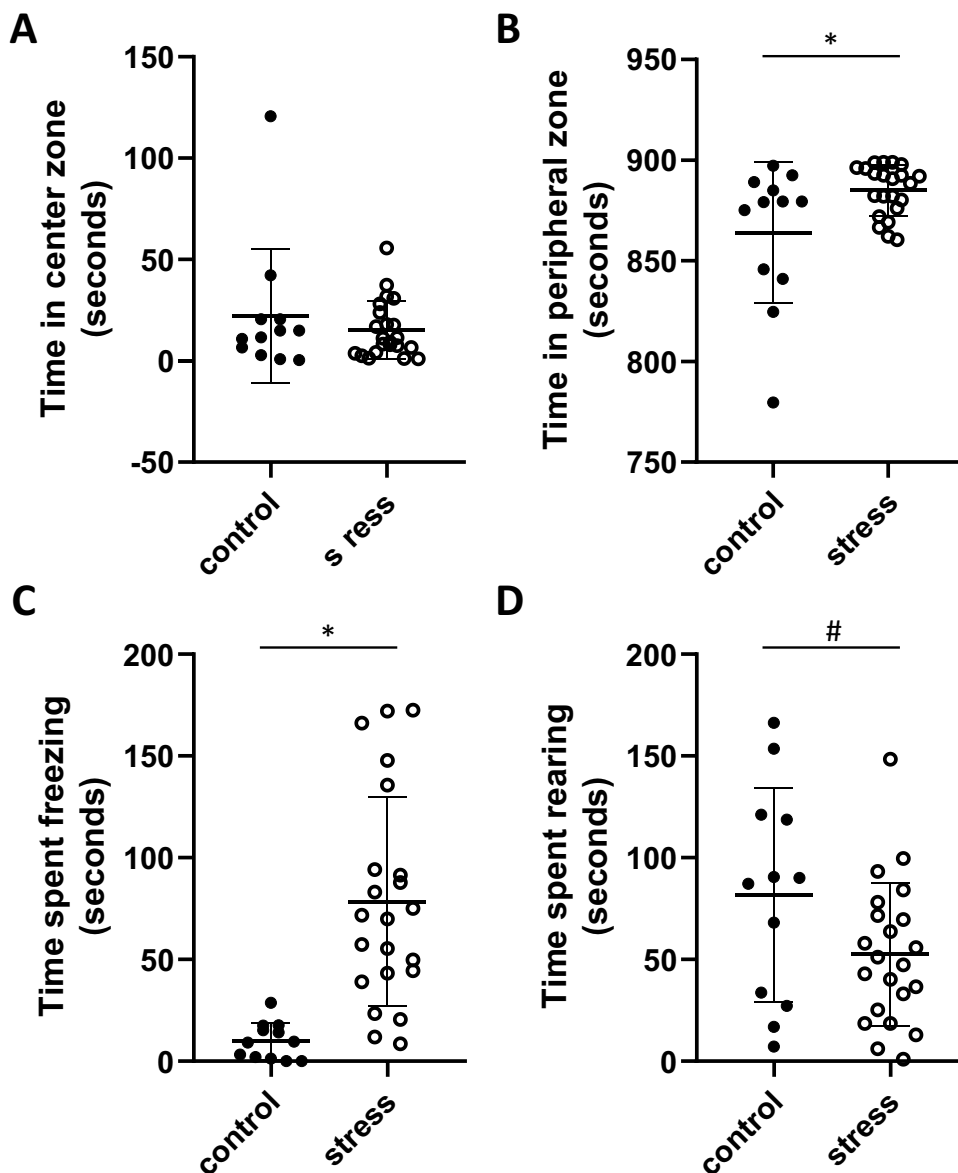 A
Time in center zone
(seconds)
150
100
50
0
-50
control
s ress
B
*
Time in peripheral zone
(seconds)
950
900
850
800
750
control
stress
C
*
Time spent freezing
(seconds)
200
150
100
50
0
control
stress
D
#
Time spent rearing
(seconds)
200
150
100
50
0
control
stress